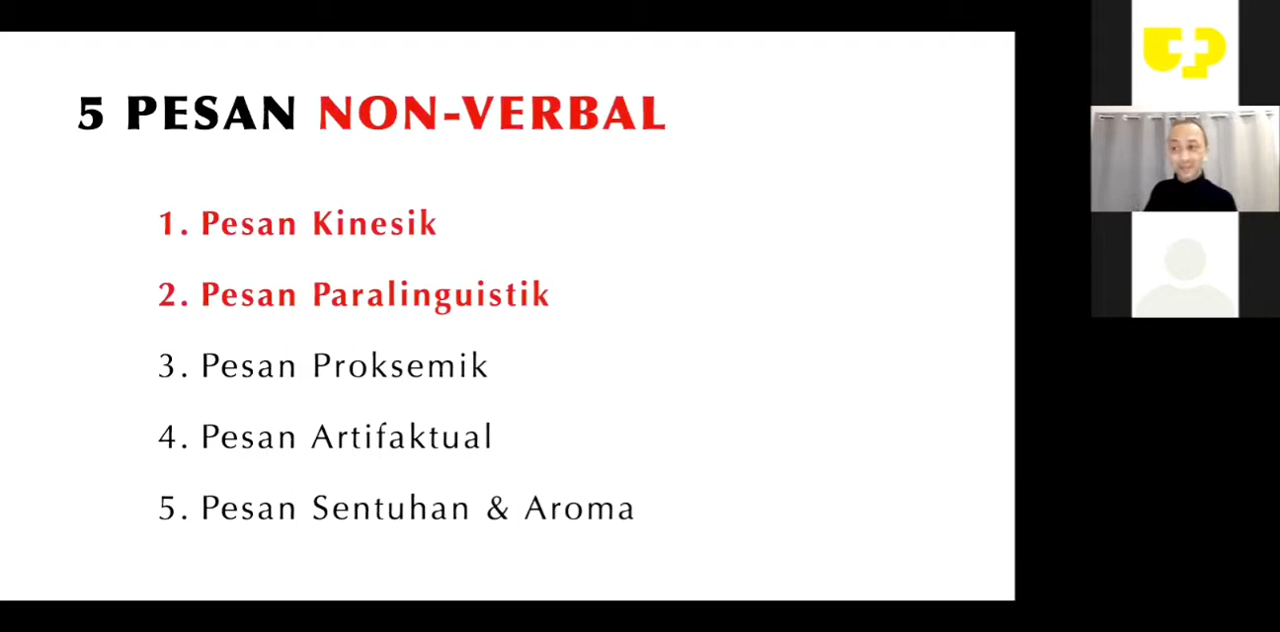 5 PESAN NON-VERBAL
1. Pesan Kinesik
2. Pesan Paralinguistik
3. Pesan Proksemik
4. Pesan Artifaktual
5. Pesan Sentuhan & Aroma